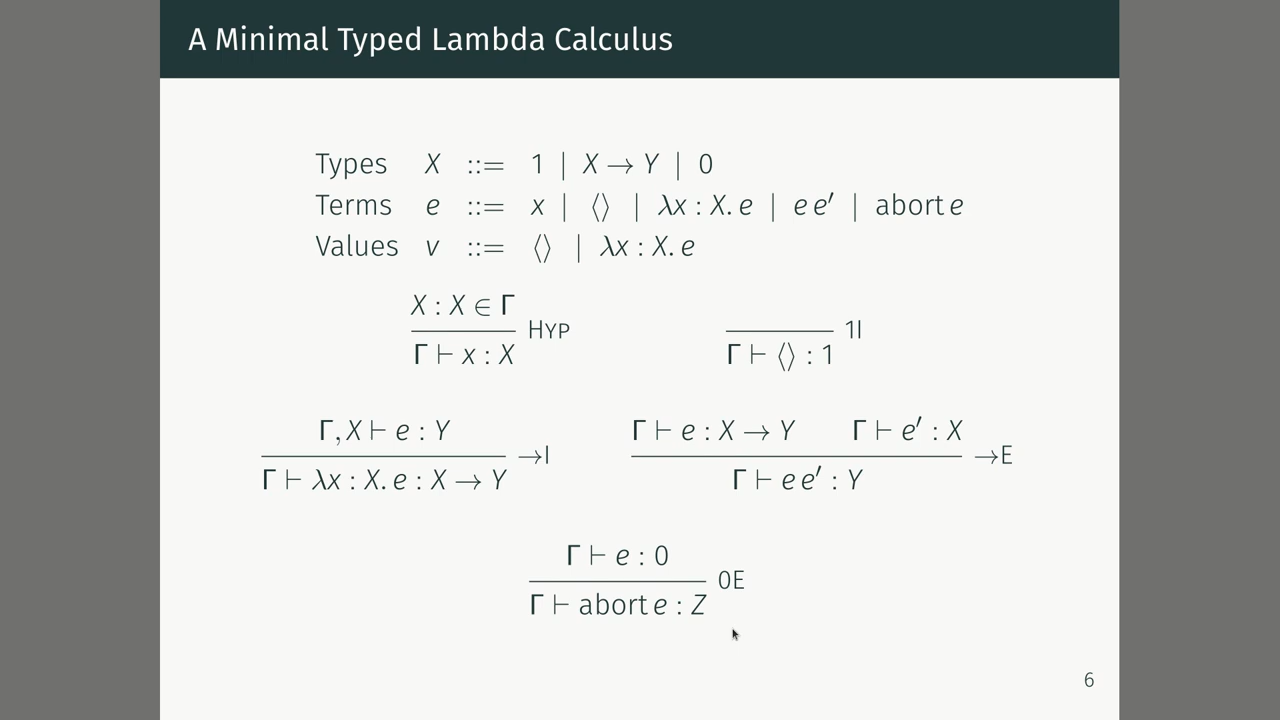 A Minimal Typed Lambda Calculus
Types X ::= 1 | X → Y | 0
Terms e ::= x | ⟨⟩ | λx : X. e | e e′ | abort e
Values v ::= ⟨⟩ | λx : X. e
X : X ∈ Γ
Γ ⊢ x : X
HYP
Γ ⊢ ⟨⟩ : 1
1I
Γ, X ⊢ e : Y
Γ ⊢ λx : X. e : X → Y
→I
Γ ⊢ e : X → Y Γ ⊢ e′ : X
Γ ⊢ e e′ : Y
→E
Γ ⊢ e : 0
Γ ⊢ abort e : Z
0E
6